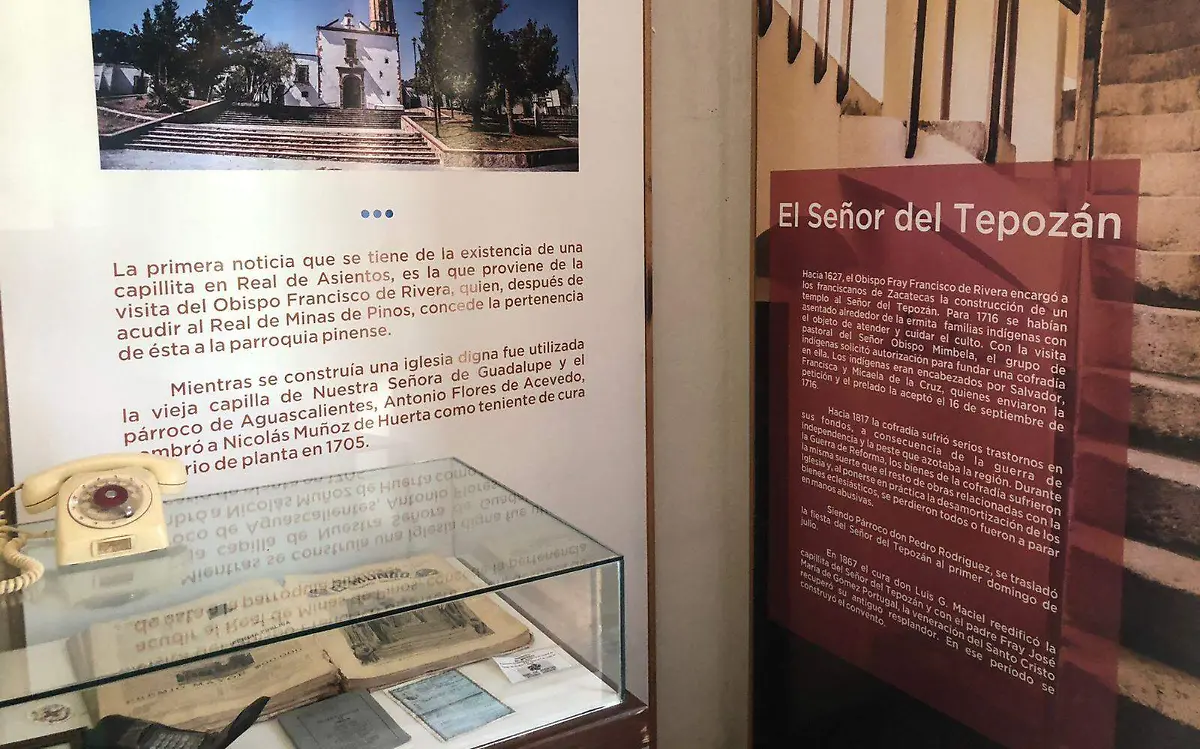 La primera noticia que se tiene de la existencia de una
capillita en Real de Asientos, es la que proviene de la
visita del Obispo Francisco de Rivera, quien, después de
acudir al Real de Minas de Pinos, concede la pertenencia
de ésta a la parroquia pinense.
Mientras se construía una iglesia digna fue utilizada
la vieja capilla de Nuestra Señora de Guadalupe y el
párroco de Aguascalientes, Antonio Flores de Acevedo,
nombró a Nicolás Muñoz de Huerta como teniente de cura
rio de planta en 1705.
El Señor del Tepozán
Hacia 1627, el Obispo Fray Francisco de Rivera encargó a
los franciscanos de Zacatecas la construcción de un
templo al Señor del Tepozán. Para 1716 se habían
asentado alrededor de la ermita familias indígenas con
el objeto de atender y cuidar el culto. Con la visita
pastoral del Señor Obispo Mimbela, el grupo de
indígenas solicitó autorización para fundar una cofradía
en ella. Los indígenas eran encabezados por Salvador,
Francisca y Micaela de la Cruz, quienes enviaron la
petición y el prelado la aceptó el 16 de septiembre de
1716.
Hacia 1817 la cofradía sufrió serios trastornos en
sus fondos, a consecuencia de la guerra de
Independencia y la peste que azotaba la región. Durante
la Guerra de Reforma, los bienes de la cofradía sufrieron
la misma suerte que el resto de obras relacionadas con la
Iglesia y, al ponerse en práctica la desamortización de los
bienes eclesiásticos, se perdieron todos o fueron a parar
en manos abusivas.
Siendo Párroco don Pedro Rodríguez, se trasladó
la fiesta del Señor del Tepozán al primer domingo de
julio.
En 1867 el cura don Luis G. Maciel reedificó la
capillita del Señor del Tepozán y con el padre Fray José
María de Gómez Portugal, la veneración del Santo Cristo
recuperó su antiguo resplandor. En ese período se
construyó el convento.